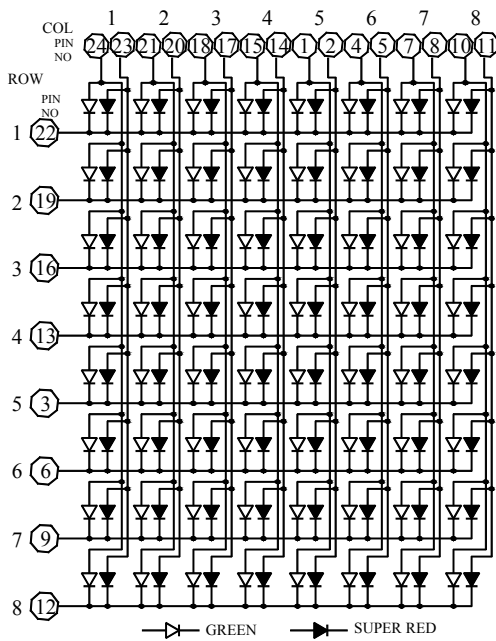 1 2 3 4 5 6 7 8
COL
PIN NO
24 23 21 20 18 17 15 14 1 2 4 5 7 8 10 11
ROW
PIN NO
1 22
2 19
3 16
4 13
5 3
6 6
7 9
8 12
GREEN SUPER RED